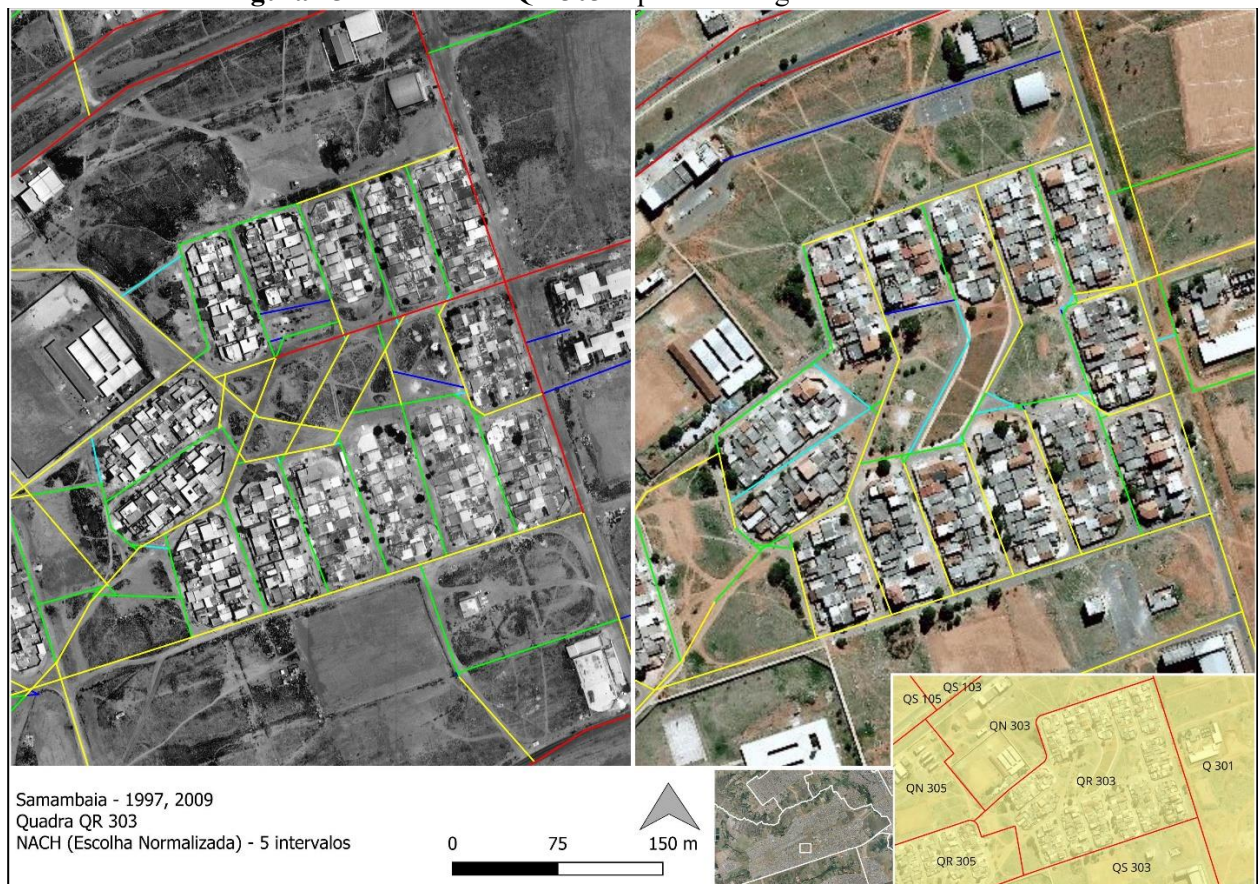 Samambaia - 1997, 2009
Quadra QR 303
NACH (Escolha Normalizada) - 5 intervalos
0 75 150 m
QS 103
QS 105
QN 303
QN 305
QR 303
Q 301
QR 305
QS 303